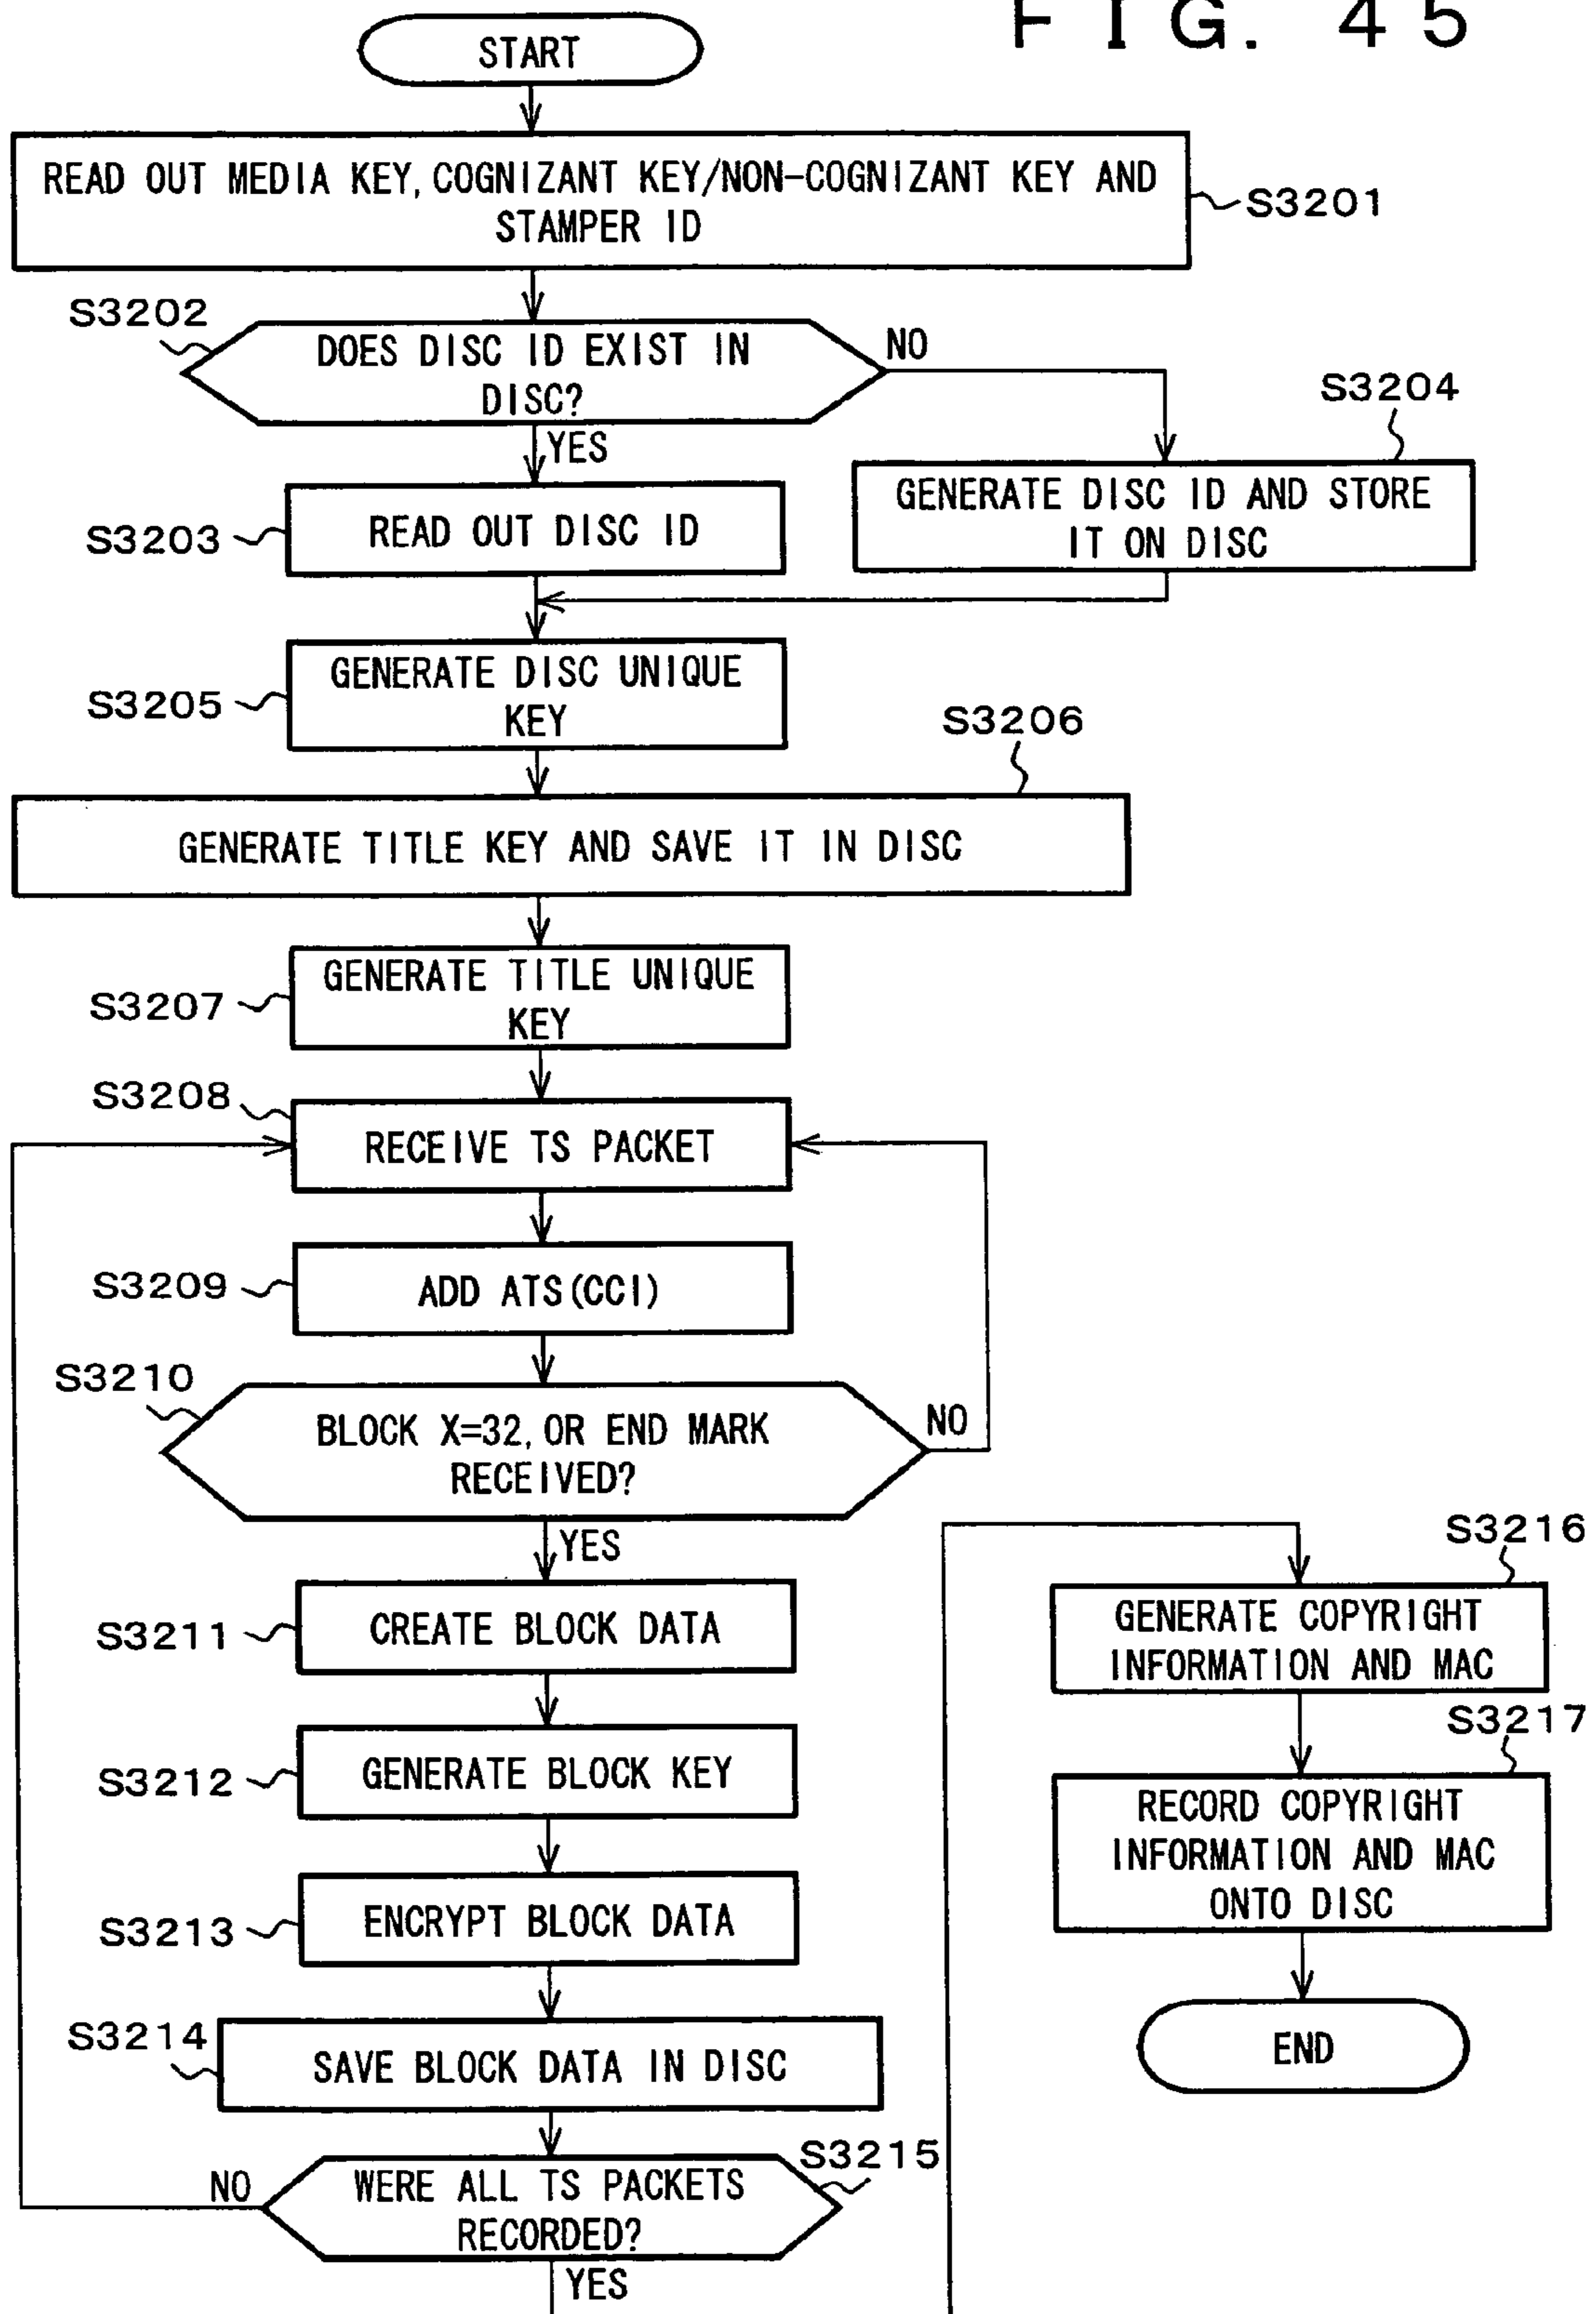 FIG. 45
START
READ OUT MEDIA KEY, COGNIZANT KEY/NON-COGNIZANT KEY AND
STAMPER ID
S3201
S3202
DOES DISC ID EXIST IN
DISC?
NO
YES
S3204
GENERATE DISC ID AND STORE
IT ON DISC
S3203
READ OUT DISC ID
S3205
GENERATE DISC UNIQUE
KEY
S3206
GENERATE TITLE KEY AND SAVE IT IN DISC
S3207
GENERATE TITLE UNIQUE
KEY
S3208
RECEIVE TS PACKET
S3209
ADD ATS(CCI)
S3210
BLOCK X=32, OR END MARK
RECEIVED?
NO
YES
S3211
CREATE BLOCK DATA
S3212
GENERATE BLOCK KEY
S3213
ENCRYPT BLOCK DATA
S3214
SAVE BLOCK DATA IN DISC
S3215
WERE ALL TS PACKETS
RECORDED?
NO
YES
S3216
GENERATE COPYRIGHT
INFORMATION AND MAC
S3217
RECORD COPYRIGHT
INFORMATION AND MAC
ONTO DISC
END